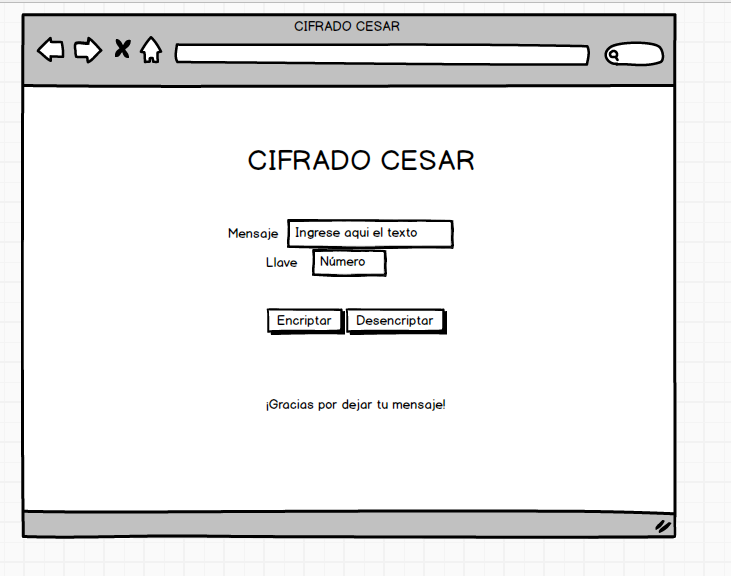 CIFRADO CESAR
CIFRADO CESAR
Mensaje Ingrese aqui el texto
Llave Número
Encriptar Desencriptar
¡Gracias por dejar tu mensaje!